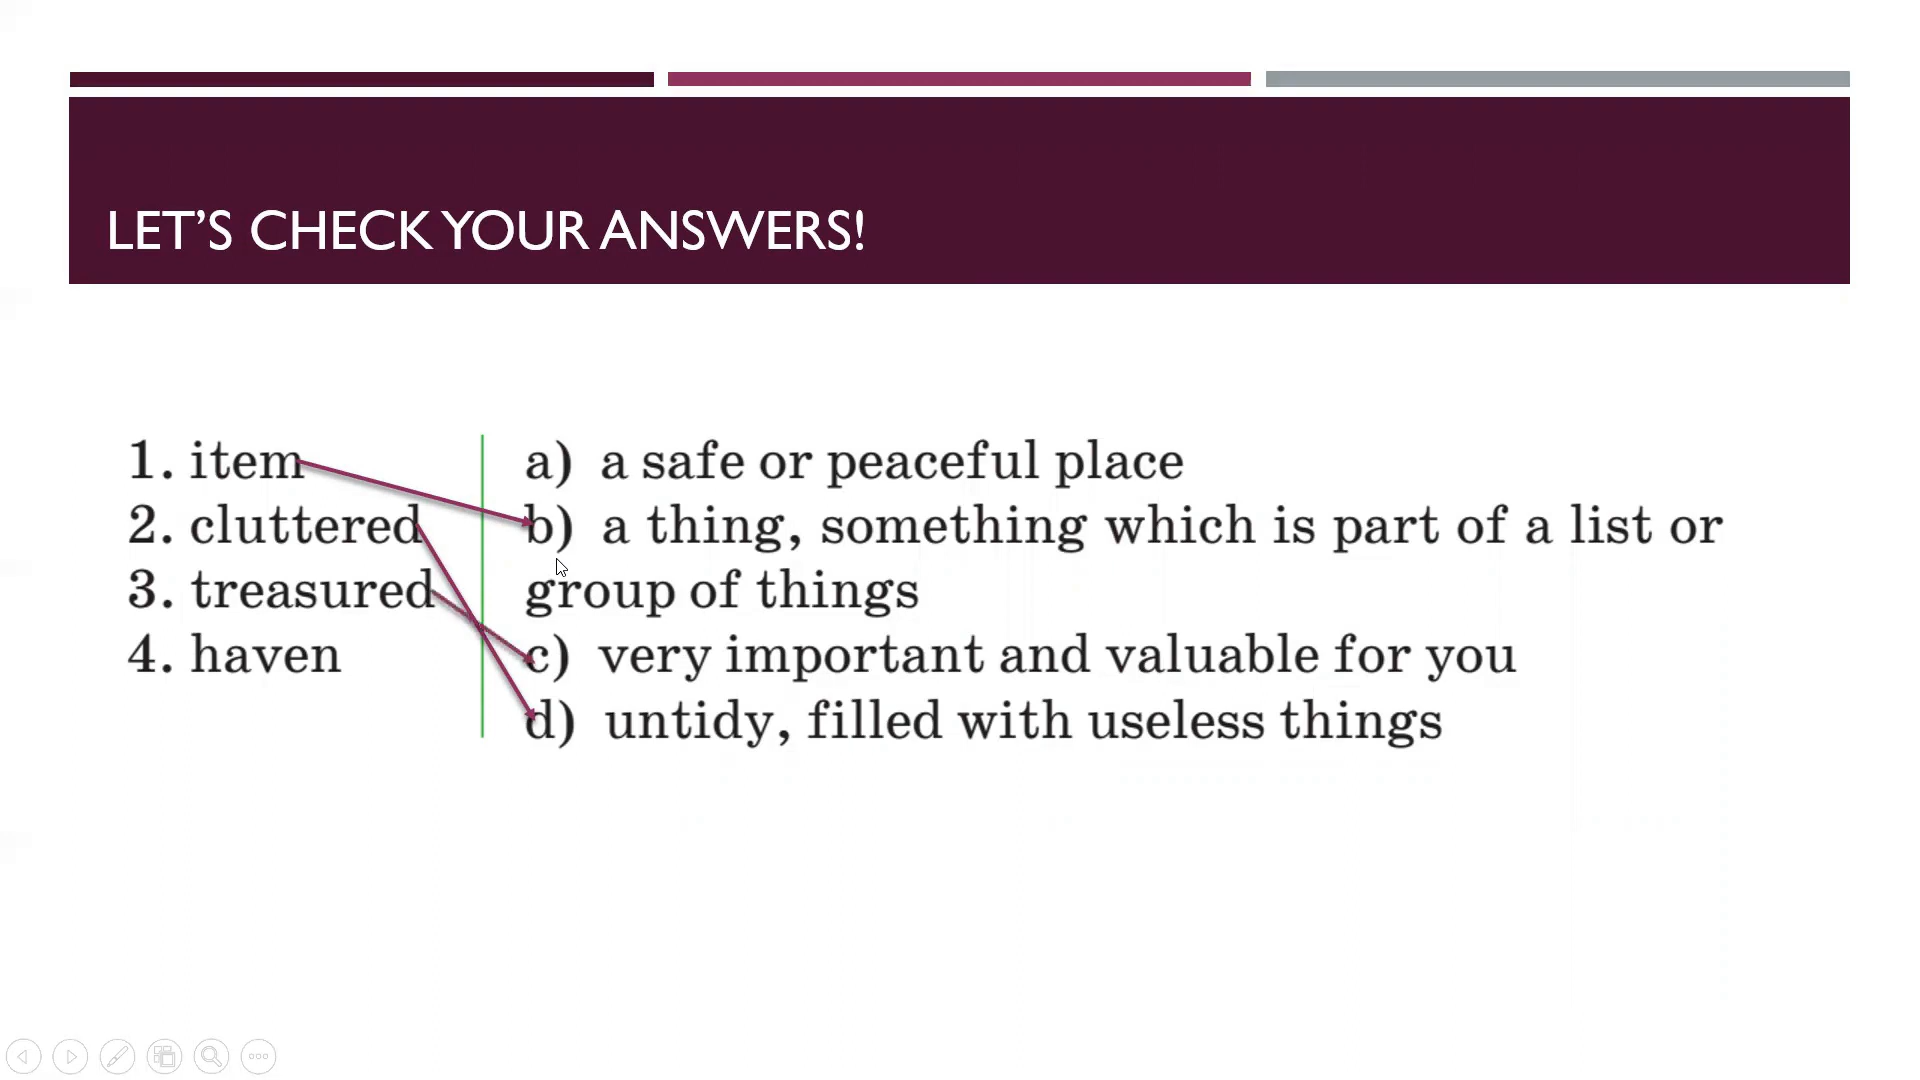 LET’S CHECK YOUR ANSWERS!
1. item
2. cluttered
3. treasured
4. haven
a) a safe or peaceful place
b) a thing, something which is part of a list or
group of things
c) very important and valuable for you
d) untidy, filled with useless things